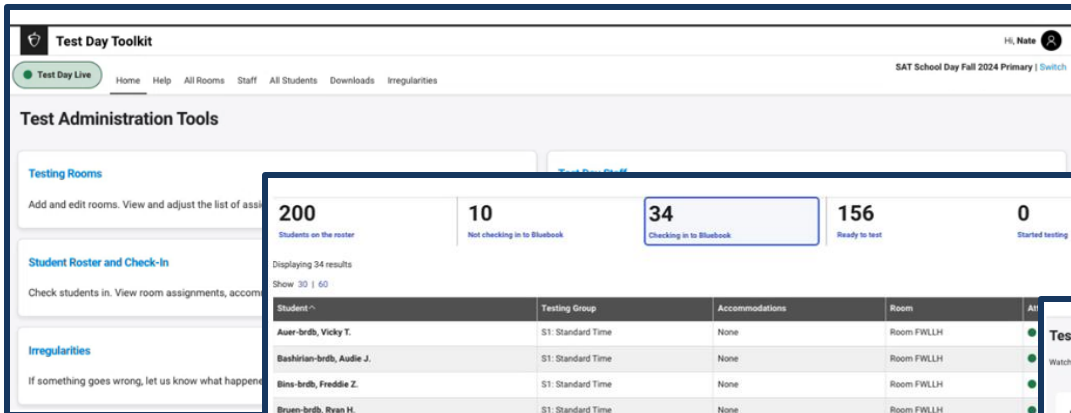 Test Day Toolkit
Hi, Nate
Test Day Live Home Help All Rooms Staff All Students Downloads Irregularities
SAT School Day Fall 2024 Primary | Switch
Test Administration Tools
Testing Rooms
Test Day Staff
Add and edit rooms. View and adjust the list of assi
Student Roster and Check-In
Check students in. View room assignments, accomm
Irregularities
If something goes wrong, let us know what happene
200 10 34 156 0
Students on the roster Not checking in to Bluebook Checking in to Bluebook Ready to test Started testing
Displaying 34 results
Show 30 | 60
Student Testing Group Accommodations Room At
Auer-brdb, Vicky T. S1: Standard Time None Room FWLLH
Bashirian-brdb, Audie J. S1: Standard Time None Room FWLLH
Bins-brdb, Freddie Z. S1: Standard Time None Room FWLLH
Bruen-brdb, Ryan H. S1: Standard Time None Room FWLLH
Tes
Watch